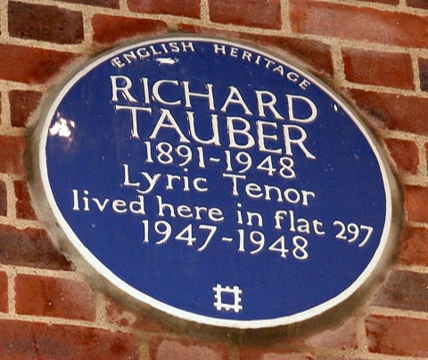 ENGLISH HERITAGE
RICHARD
TAUBER
1891-1948
Lyric Tenor
lived here in flat 297
1947-1948